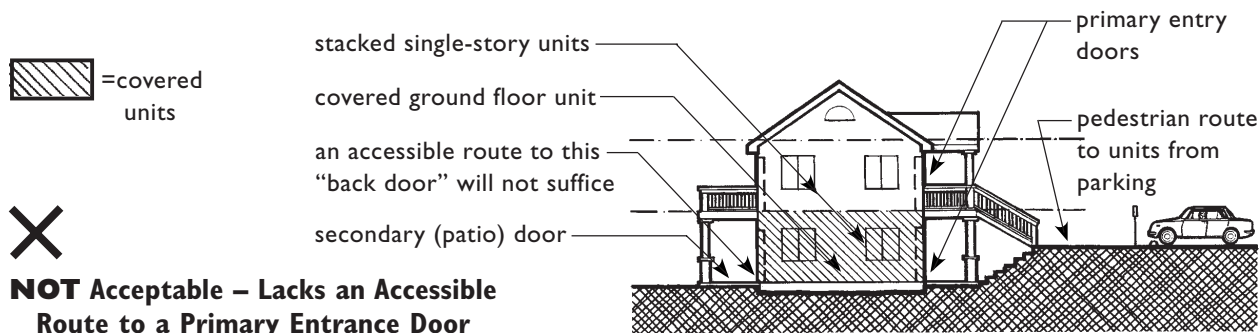 =covered
units
stacked single-story units
covered ground floor unit
an accessible route to this
“back door” will not suffice
secondary (patio) door
primary entry
doors
pedestrian route
to units from
parking
NOT Acceptable – Lacks an Accessible
Route to a Primary Entrance Door